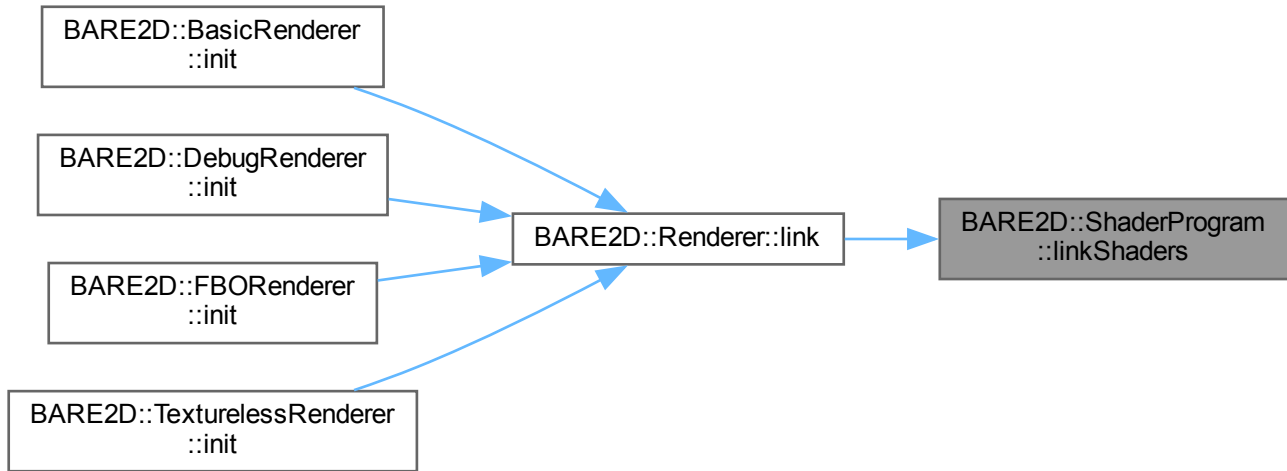 BARE2D::BasicRenderer
::init
BARE2D::DebugRenderer
::init
BARE2D::FBORenderer
::init
BARE2D::TexturelessRenderer
::init
BARE2D::Renderer::link
BARE2D::ShaderProgram
::linkShaders